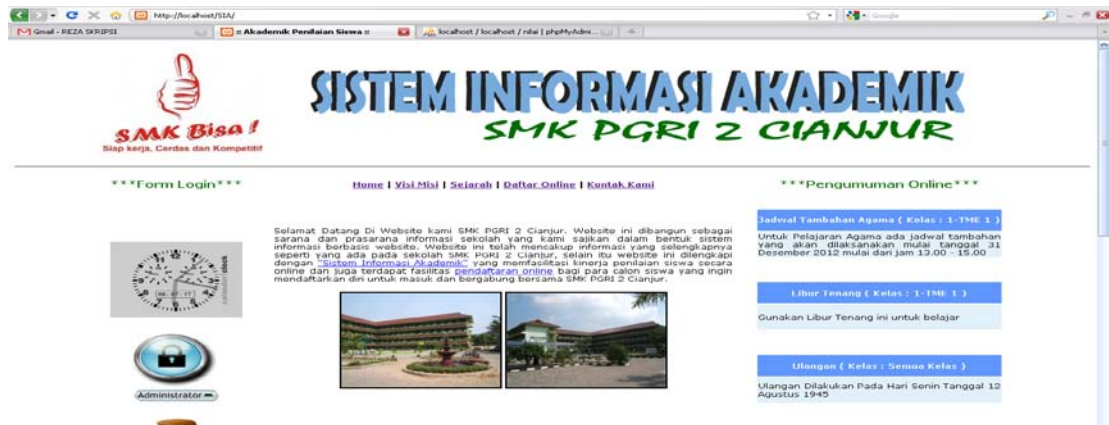 http://localhost/SIA/
Google
Gmail - REZA SKRIPSI
:: Akademik Penilaian Siswa ::
localhost / localhost / nilai | phpMyAdmi...
SMK Bisa !
Siap kerja, Cerdas dan Kompetitif
SISTEM INFORMASI AKADEMIK
SMK PGRI 2 CIANJUR
***Form Login***
Home | Visi Misi | Sejarah | Daftar Online | Kontak Kami
***Pengumuman Online***
Selamat Datang Di Website kami SMK PGRI 2 Cianjur. Website ini dibangun sebagai
sarana dan prasarana informasi sekolah yang kami sajikan dalam bentuk sistem
informasi berbasis website. Website ini telah mencakup informasi yang selengkapnya
seperti yang ada pada sekolah SMK PGRI 2 Cianjur, selain itu website ini dilengkapi
dengan "Sistem Informasi Akademik" yang memfasilitasi kinerja penilaian siswa secara
online dan juga terdapat fasilitas pendaftaran online bagi para calon siswa yang ingin
mendaftarkan diri untuk masuk dan bergabung bersama SMK PGRI 2 Cianjur.
Administrator
Jadwal Tambahan Agama ( Kelas : 1-TME 1 )
Untuk Pelajaran Agama ada jadwal tambahan
yang akan dilaksanakan mulai tanggal 31
Desember 2012 mulai dari jam 13.00 - 15.00
Libur Tenang ( Kelas : 1-TME 1 )
Gunakan Libur Tenang ini untuk belajar
Ulangan ( Kelas : Semua Kelas )
Ulangan Dilakukan Pada Hari Senin Tanggal 12
Agustus 1945